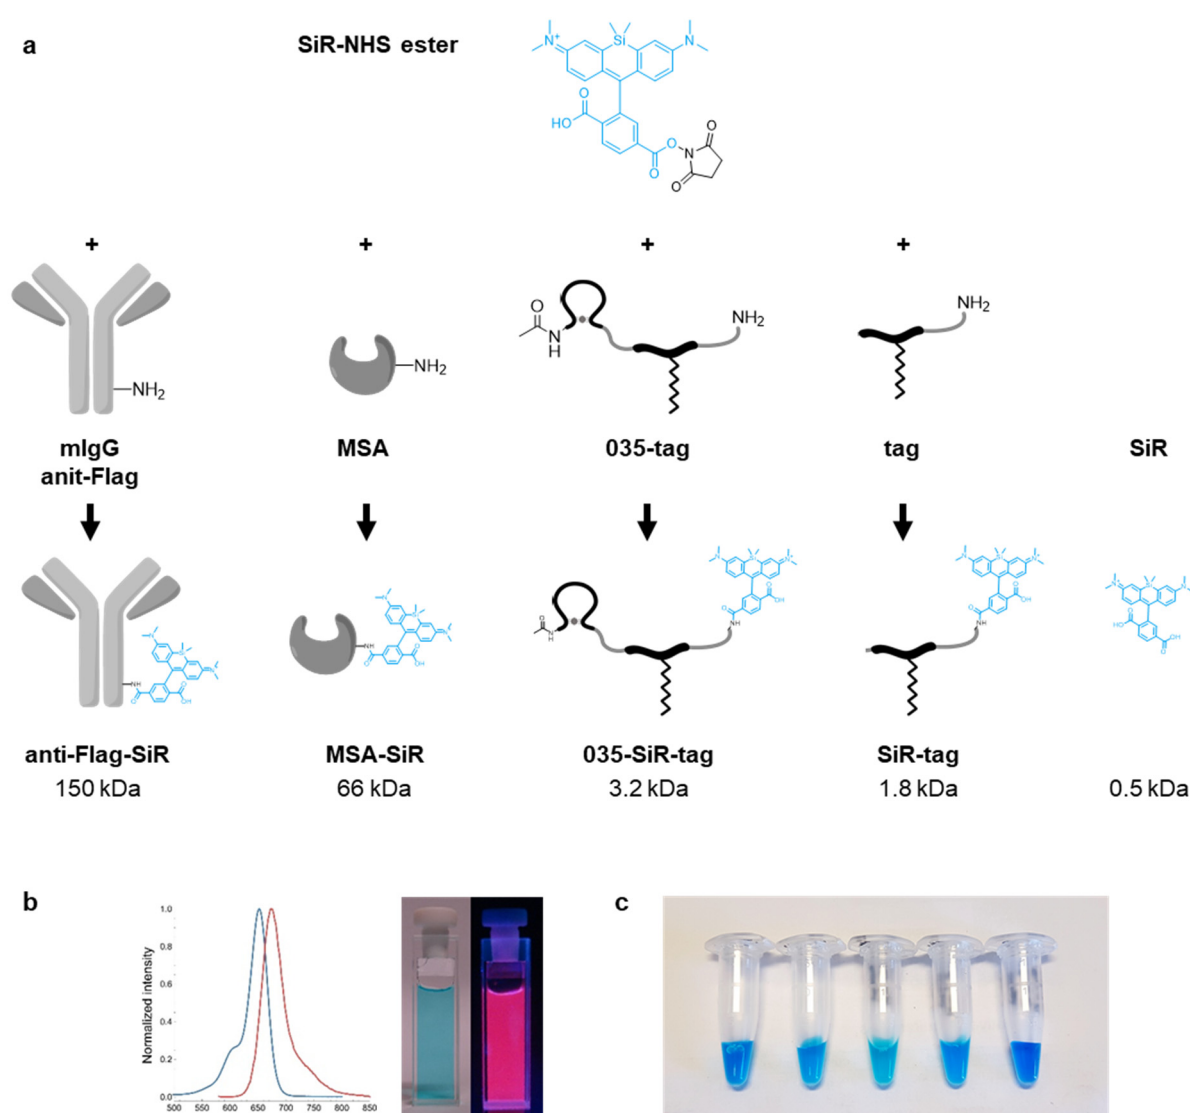 a
SiR-NHS ester
N⁺
Si
N
O
HO
O
O
N
O
O
+
+
+
+
O
N
H
NH2
NH2
NH2
NH2
mIgG
anit-Flag
MSA
035-tag
tag
SiR
anti-Flag-SiR
MSA-SiR
035-SiR-tag
SiR-tag
150 kDa
66 kDa
3.2 kDa
1.8 kDa
0.5 kDa
b
c
Normalized intensity
1.0
0.8
0.6
0.4
0.2
0.0
500 550 600 650 700 750 800 850